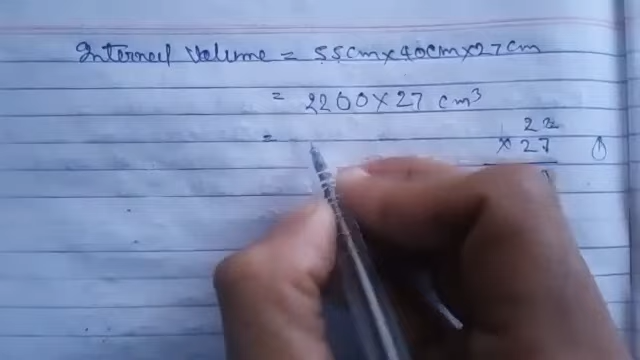 Internal Volume = 55cm×40cm×27cm
= 2200×27 cm³
=
22
× 27